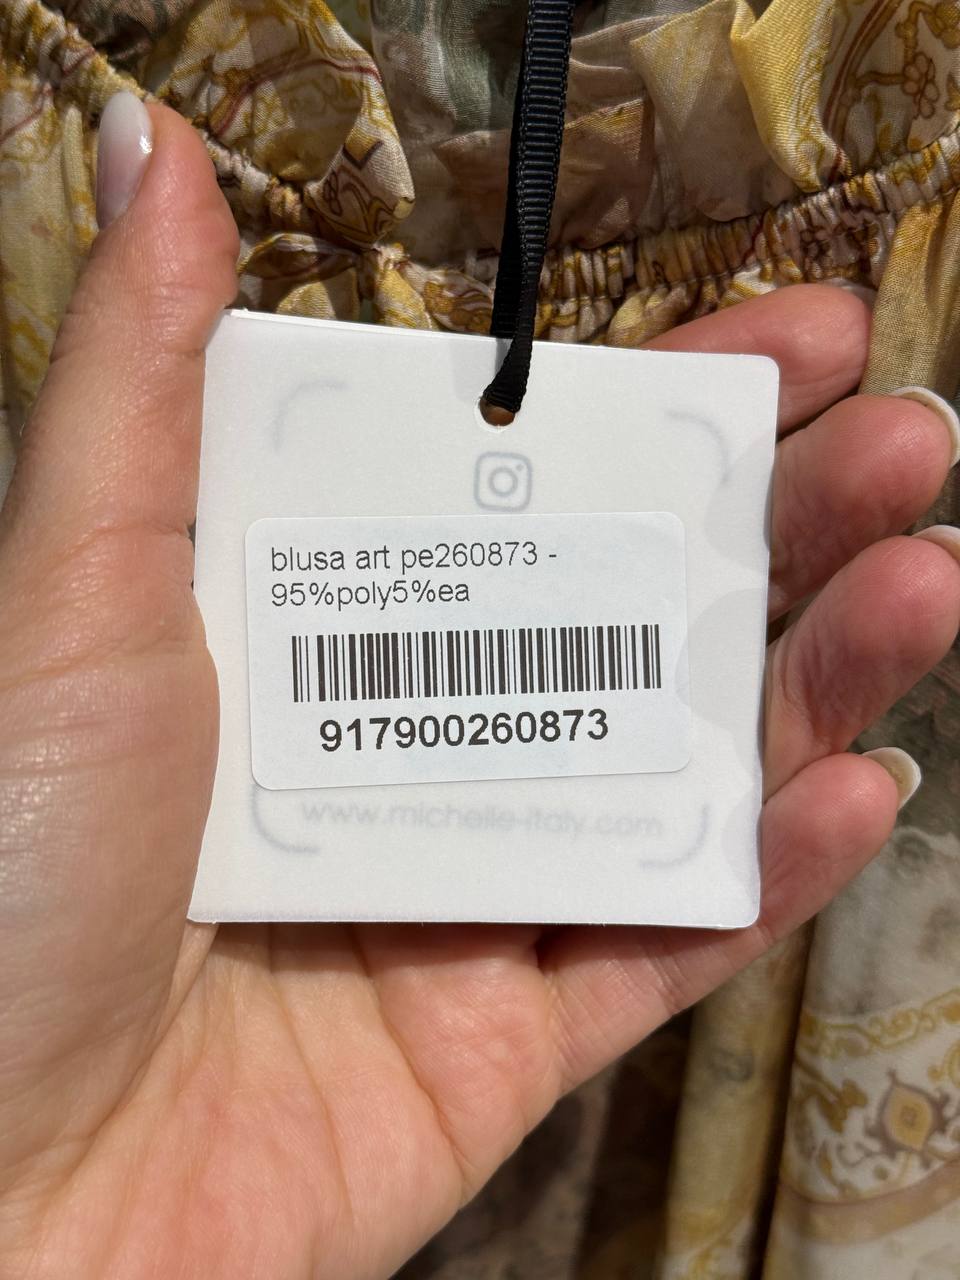 blusa art pe260873 -
95%poly5%ea
917900260873
www.michelle-italy.com